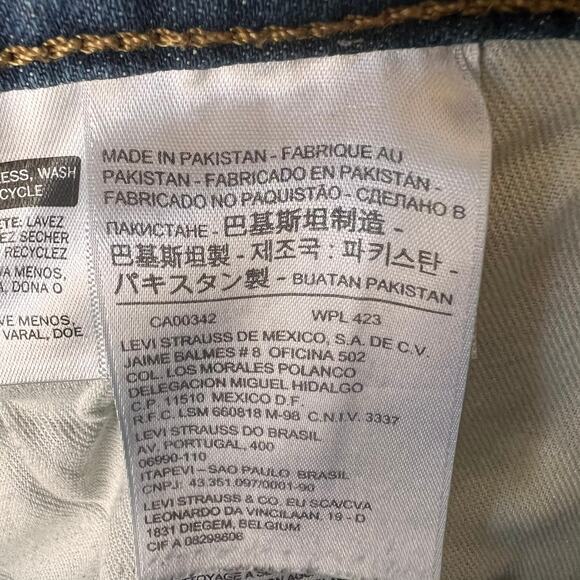 ESS, WASH
CYCLE
ETE: LAVEZ
EZ SÉCHER
RECYCLEZ
VA MENOS,
A. DONA O
VE MENOS,
VARAL, DOE
MADE IN PAKISTAN - FABRIQUE AU
PAKISTAN - FABRICADO EN PAKISTÁN
FABRICADO NO PAQUISTÃO - СДЕЛАНО В
ПАКИСТАНЕ - 巴基斯坦制造 -
巴基斯坦製 - 제조국 : 파키스탄 -
パキスタン製 - BUATAN PAKISTAN
CA00342 WPL 423
LEVI STRAUSS DE MEXICO, S.A. DE C.V.
JAIME BALMES # 8 OFICINA 502
COL. LOS MORALES POLANCO
DELEGACION MIGUEL HIDALGO
C.P. 11510 MEXICO D.F.
R.F.C. LSM 660818 M-98 C.N.I.V. 3337
LEVI STRAUSS DO BRASIL
AV. PORTUGAL, 400
06990-110
ITAPEVI - SAO PAULO BRASIL
CNPJ: 43.351.097/0001-90
LEVI STRAUSS & CO. EU SCA/CVA
LEONARDO DA VINCILAAN, 19 - D
1831 DIEGEM, BELGIUM
CIF A 08298606